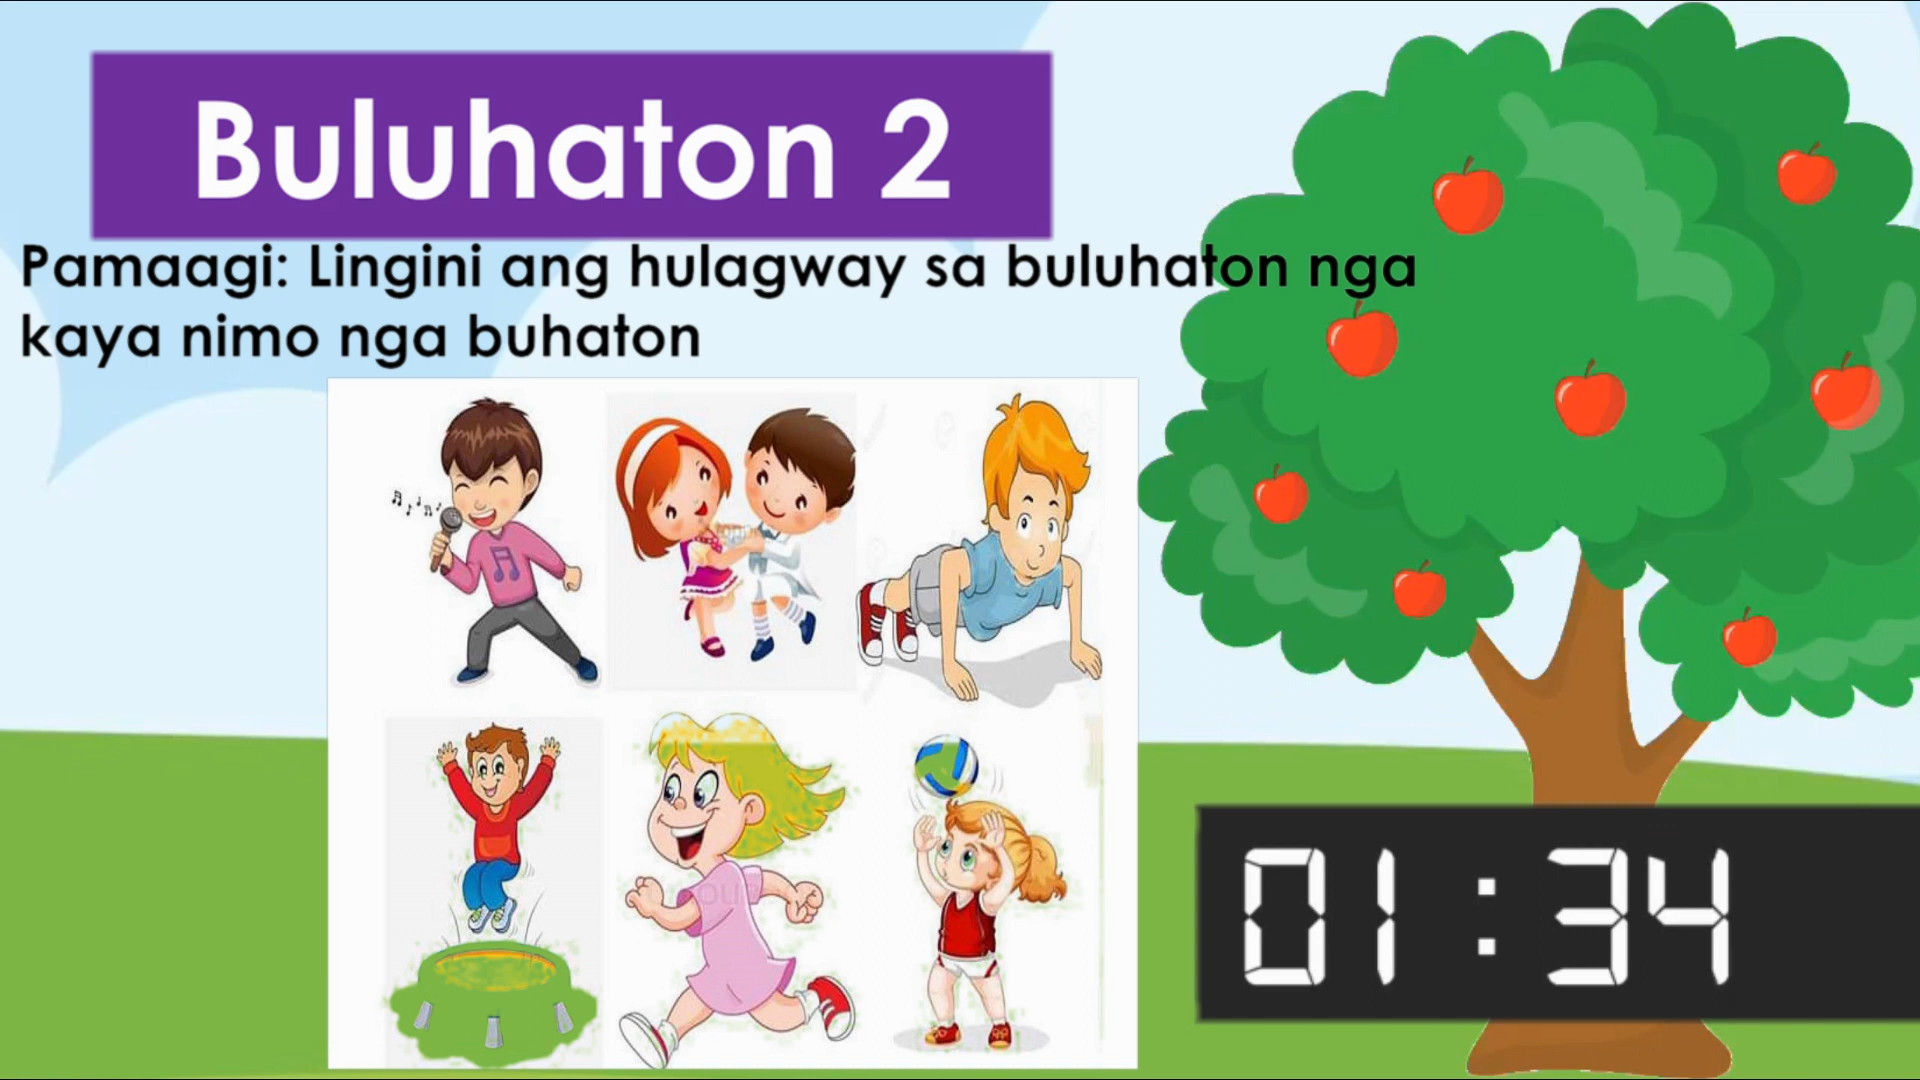 Buluhaton 2
Pamaagi: Lingini ang hulagway sa buluhaton nga
kaya nimo nga buhaton
01:34